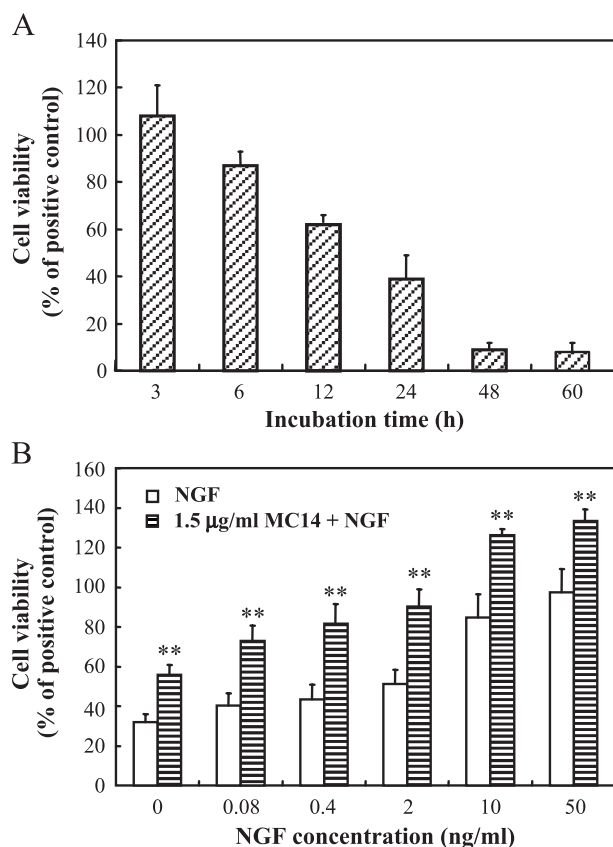 A
140
120
100
80
60
40
20
0
Cell viability
(% of positive control)
3 6 12 24 48 60
Incubation time (h)
B
160
140
120
100
80
60
40
20
0
Cell viability
(% of positive control)
NGF
1.5 μg/ml MC14 + NGF
** ** ** ** ** **
0 0.08 0.4 2 10 50
NGF concentration (ng/ml)